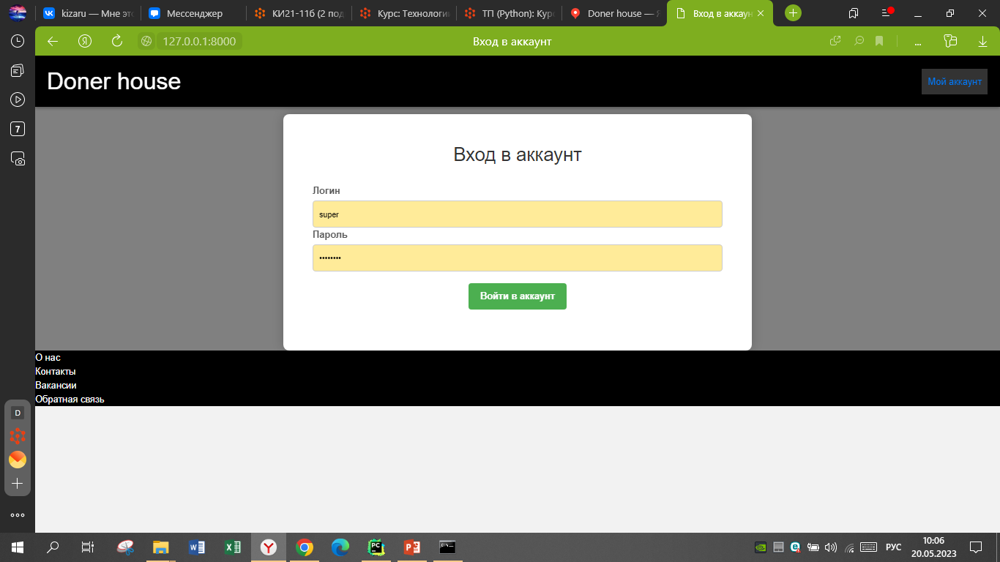 kizaru — Мне это
Мессенджер
КИ21-11б (2 под
Курс: Технологии
ТП (Python): Курс
Doner house — Я
Вход в аккаун
127.0.0.1:8000
Вход в аккаунт
Doner house
Мой аккаунт
7
Вход в аккаунт
Логин
super
Пароль
••••••••
Войти в аккаунт
О нас
Контакты
Вакансии
Обратная связь
D
РУС
10:06
20.05.2023